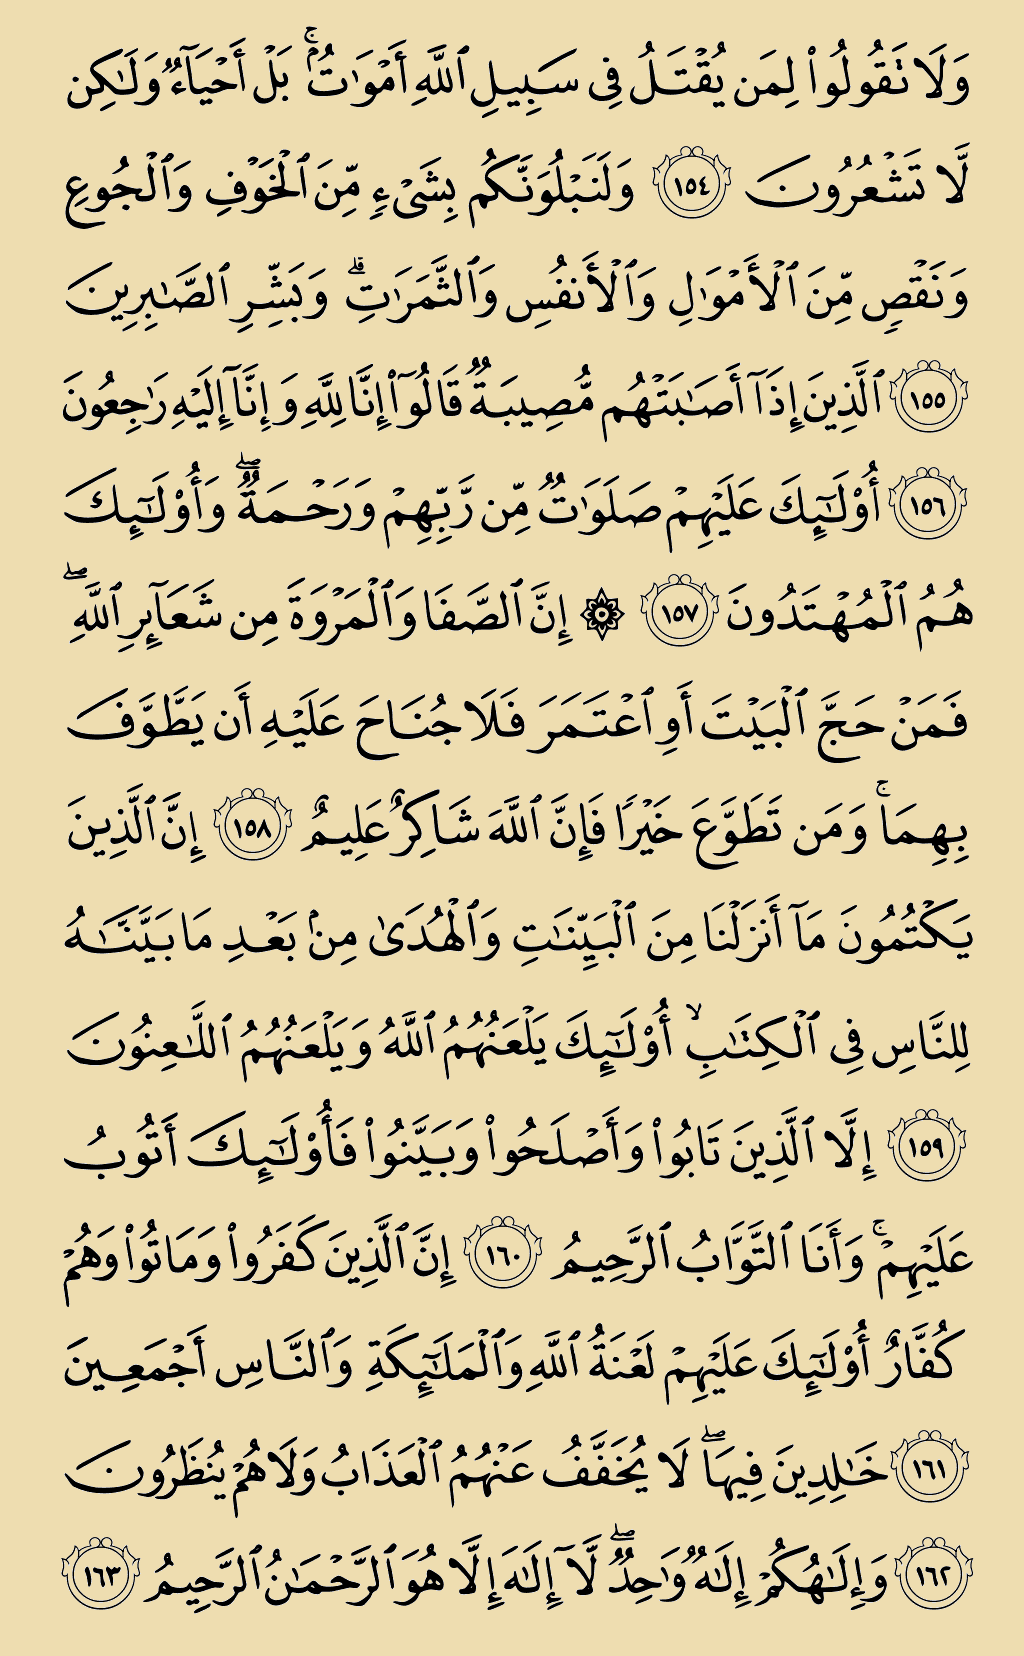 وَلَا تَقُولُوا۟ لِمَن يُقْتَلُ فِى سَبِيلِ ٱللَّهِ أَمْوَٰتٌۢ ۚ بَلْ أَحْيَآءٌ وَلَٰكِن
لَّا تَشْعُرُونَ ١٥٤ وَلَنَبْلُوَنَّكُم بِشَىْءٍ مِّنَ ٱلْخَوْفِ وَٱلْجُوعِ
وَنَقْصٍ مِّنَ ٱلْأَمْوَٰلِ وَٱلْأَنفُسِ وَٱلثَّمَرَٰتِ ۗ وَبَشِّرِ ٱلصَّٰبِرِينَ
١٥٥ ٱلَّذِينَ إِذَآ أَصَٰبَتْهُم مُّصِيبَةٌ قَالُوٓا۟ إِنَّا لِلَّهِ وَإِنَّآ إِلَيْهِ رَٰجِعُونَ
١٥٦ أُو۟لَٰٓئِكَ عَلَيْهِمْ صَلَوَٰتٌ مِّن رَّبِّهِمْ وَرَحْمَةٌ ۖ وَأُو۟لَٰٓئِكَ
هُمُ ٱلْمُهْتَدُونَ ١٥٧ ۞ إِنَّ ٱلصَّفَا وَٱلْمَرْوَةَ مِن شَعَآئِرِ ٱللَّهِ ۖ
فَمَنْ حَجَّ ٱلْبَيْتَ أَوِ ٱعْتَمَرَ فَلَا جُنَاحَ عَلَيْهِ أَن يَطَّوَّفَ
بِهِمَا ۚ وَمَن تَطَوَّعَ خَيْرًا فَإِنَّ ٱللَّهَ شَاكِرٌ عَلِيمٌ ١٥٨ إِنَّ ٱلَّذِينَ
يَكْتُمُونَ مَآ أَنزَلْنَا مِنَ ٱلْبَيِّنَٰتِ وَٱلْهُدَىٰ مِنۢ بَعْدِ مَا بَيَّنَّٰهُ
لِلنَّاسِ فِى ٱلْكِتَٰبِ ۙ أُو۟لَٰٓئِكَ يَلْعَنُهُمُ ٱللَّهُ وَيَلْعَنُهُمُ ٱللَّٰعِنُونَ
١٥٩ إِلَّا ٱلَّذِينَ تَابُوا۟ وَأَصْلَحُوا۟ وَبَيَّنُوا۟ فَأُو۟لَٰٓئِكَ أَتُوبُ
عَلَيْهِمْ ۚ وَأَنَا ٱلتَّوَّابُ ٱلرَّحِيمُ ١٦٠ إِنَّ ٱلَّذِينَ كَفَرُوا۟ وَمَاتُوا۟ وَهُمْ
كُفَّارٌ أُو۟لَٰٓئِكَ عَلَيْهِمْ لَعْنَةُ ٱللَّهِ وَٱلْمَلَٰٓئِكَةِ وَٱلنَّاسِ أَجْمَعِينَ
١٦١ خَٰلِدِينَ فِيهَا ۖ لَا يُخَفَّفُ عَنْهُمُ ٱلْعَذَابُ وَلَا هُمْ يُنظَرُونَ
١٦٢ وَإِلَٰهُكُمْ إِلَٰهٌ وَٰحِدٌ ۖ لَّآ إِلَٰهَ إِلَّا هُوَ ٱلرَّحْمَٰنُ ٱلرَّحِيمُ ١٦٣